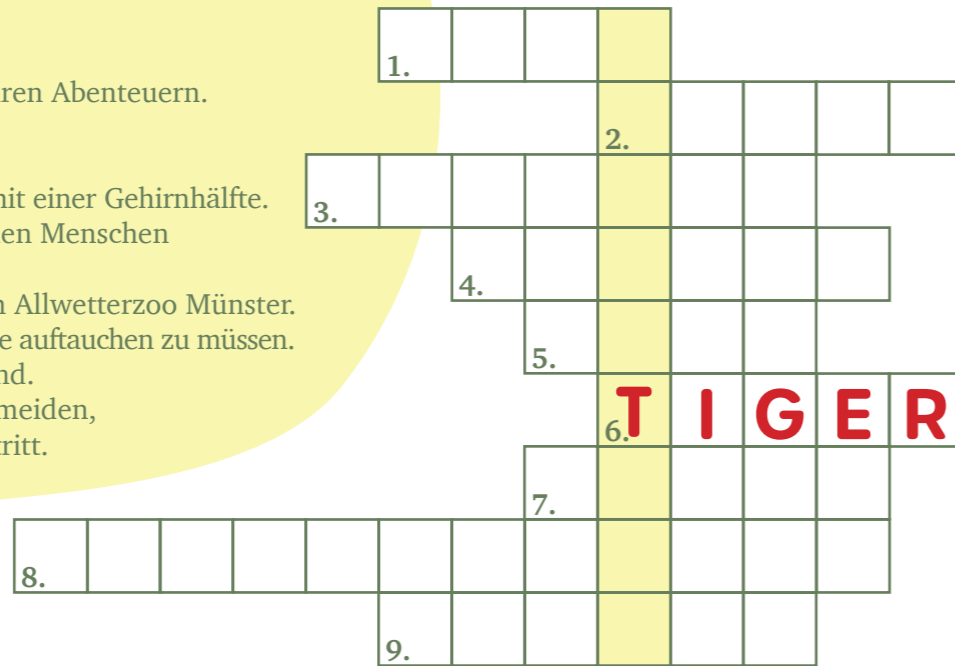 1.
ren Abenteuern.
2.
mit einer Gehirnhälfte.
3.
en Menschen
4.
Allwetterzoo Münster.
e auftauchen zu müssen.
5.
nd.
meiden,
6. TIGER
ritt.
7.
8.
9.